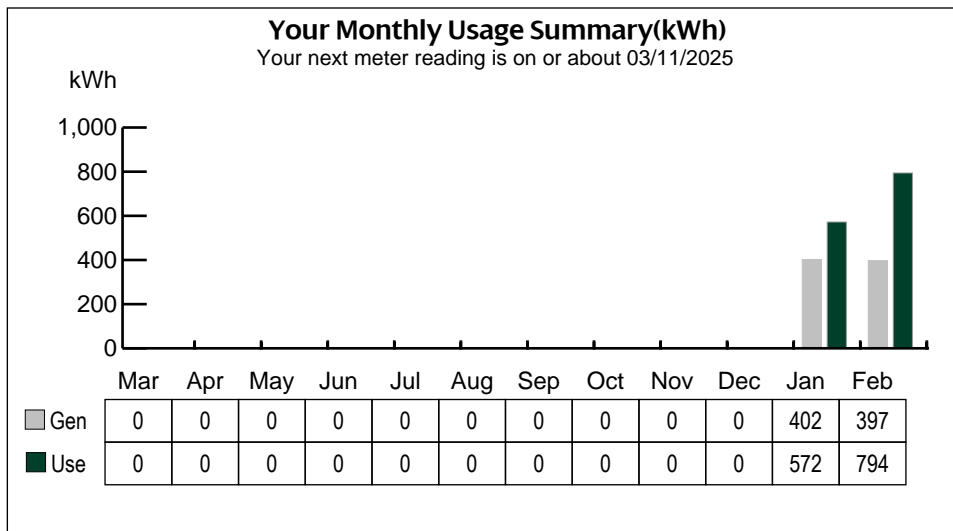 Your Monthly Usage Summary(kWh)
Your next meter reading is on or about 03/11/2025
kWh
1,000
800
600
400
200
0
Mar Apr May Jun Jul Aug Sep Oct Nov Dec Jan Feb
Gen 0 0 0 0 0 0 0 0 0 0 402 397
Use 0 0 0 0 0 0 0 0 0 0 572 794